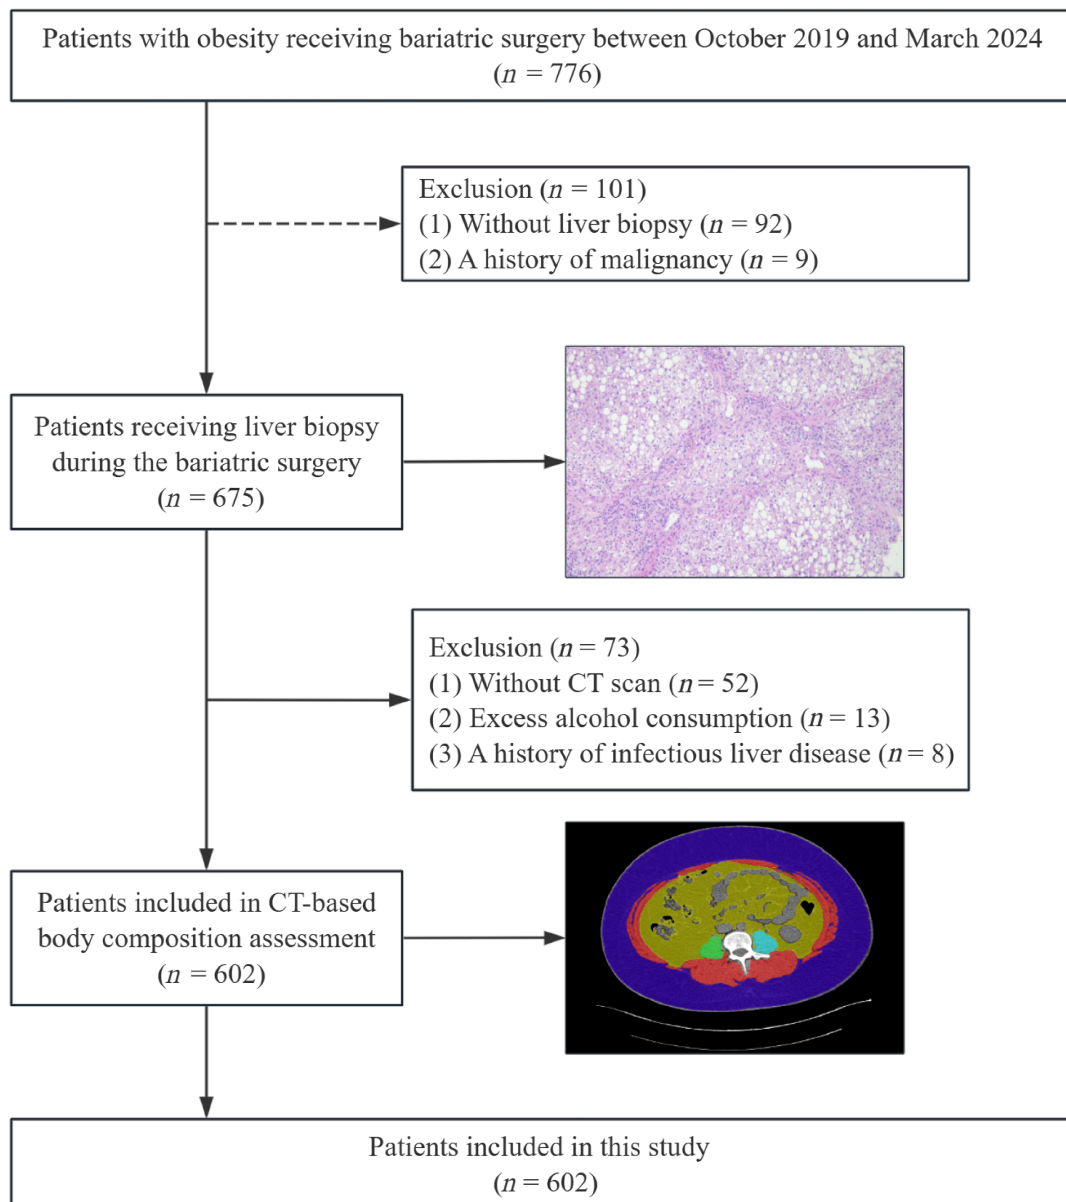 Patients with obesity receiving bariatric surgery between October 2019 and March 2024
(n = 776)
Exclusion (n = 101)
(1) Without liver biopsy (n = 92)
(2) A history of malignancy (n = 9)
Patients receiving liver biopsy
during the bariatric surgery
(n = 675)
Exclusion (n = 73)
(1) Without CT scan (n = 52)
(2) Excess alcohol consumption (n = 13)
(3) A history of infectious liver disease (n = 8)
Patients included in CT-based
body composition assessment
(n = 602)
Patients included in this study
(n = 602)